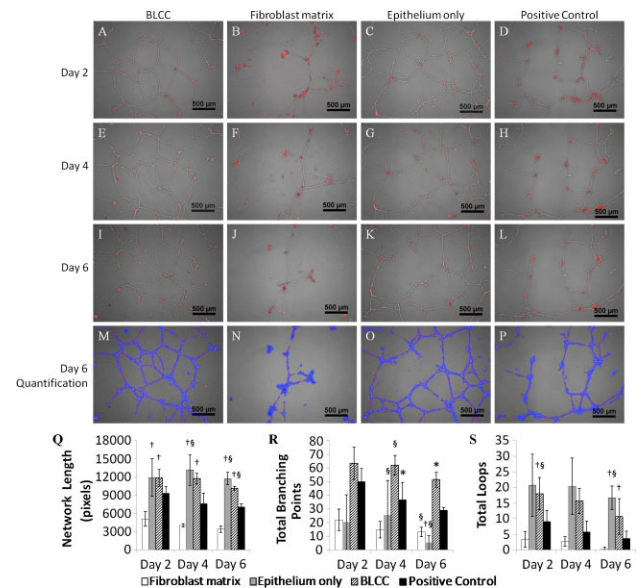 BLCC Fibroblast matrix Epithelium only Positive Control
Day 2
A B C D
500 µm 500 µm 500 µm 500 µm
Day 4
E F G H
500 µm 500 µm 500 µm 500 µm
Day 6
I J K L
500 µm 500 µm 500 µm 500 µm
Day 6
Quantification
M N O P
500 µm 500 µm 500 µm 500 µm
Q
Network Length
(pixels)
18000
15000
12000
9000
6000
3000
0
† † †§ † †§ †§
Day 2 Day 4 Day 6
R
Total Branching
Points
80
70
60
50
40
30
20
10
0
§ § * § †§ *
Day 2 Day 4 Day 6
S
Total Loops
35
30
25
20
15
10
5
0
†§ †§ †
Day 2 Day 4 Day 6
Fibroblast matrix Epithelium only BLCC Positive Control